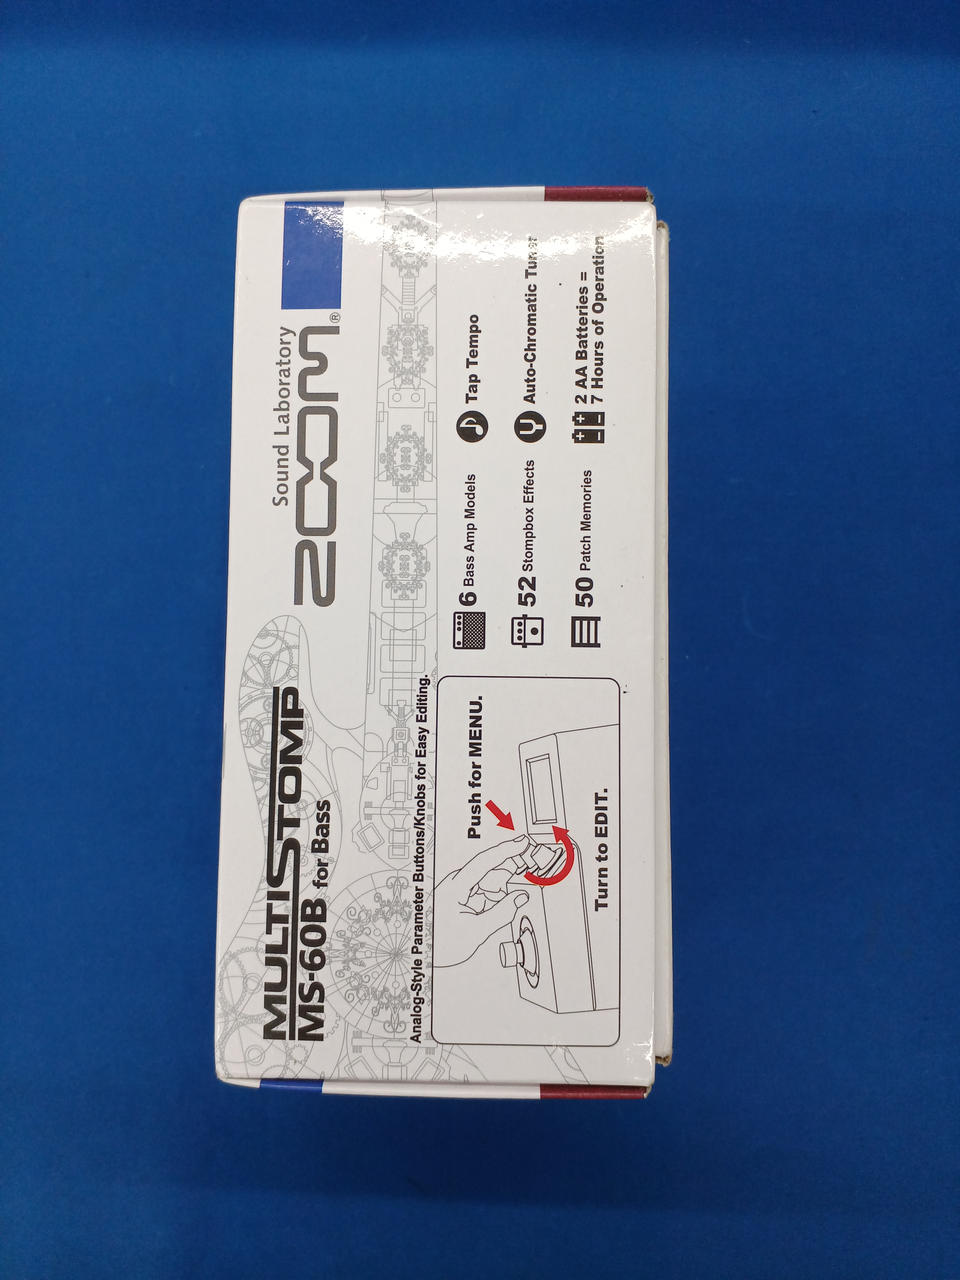 MULTISTOMP
MS-60B for Bass
Sound Laboratory
ZOOM®
Analog-Style Parameter Buttons/Knobs for Easy Editing.
Push for MENU.
Turn to EDIT.
6 Bass Amp Models
52 Stompbox Effects
50 Patch Memories
Tap Tempo
Auto-Chromatic Tuner
2 AA Batteries =
7 Hours of Operation